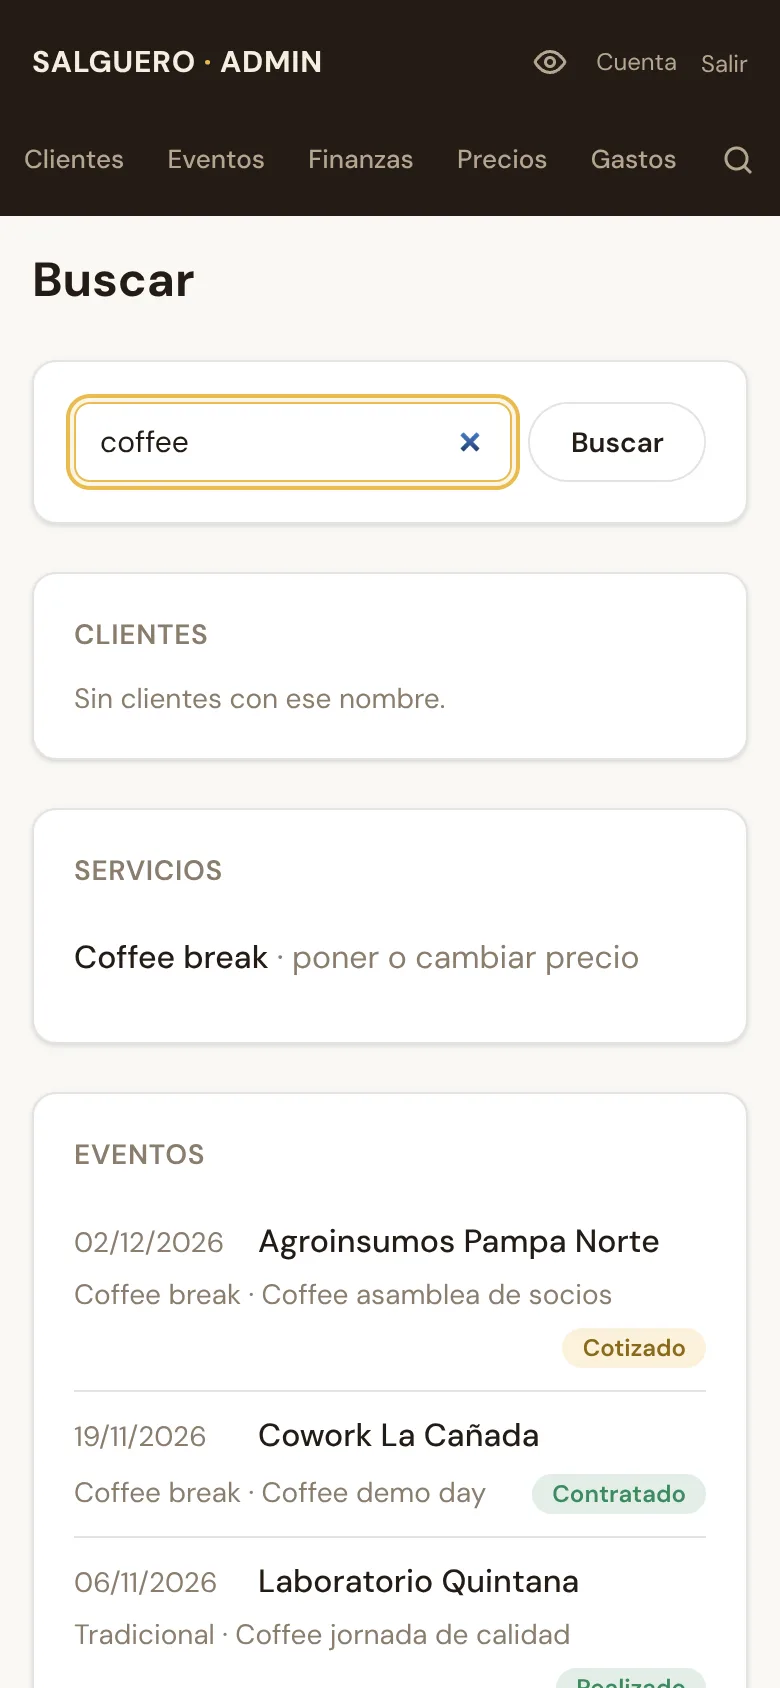 SALGUERO · ADMIN
Cuenta
Salir
Clientes
Eventos
Finanzas
Precios
Gastos
Buscar
coffee
Buscar
CLIENTES
Sin clientes con ese nombre.
SERVICIOS
Coffee break · poner o cambiar precio
EVENTOS
02/12/2026 Agroinsumos Pampa Norte
Coffee break · Coffee asamblea de socios
Cotizado
19/11/2026 Cowork La Cañada
Coffee break · Coffee demo day Contratado
06/11/2026 Laboratorio Quintana
Tradicional · Coffee jornada de calidad
Realizado